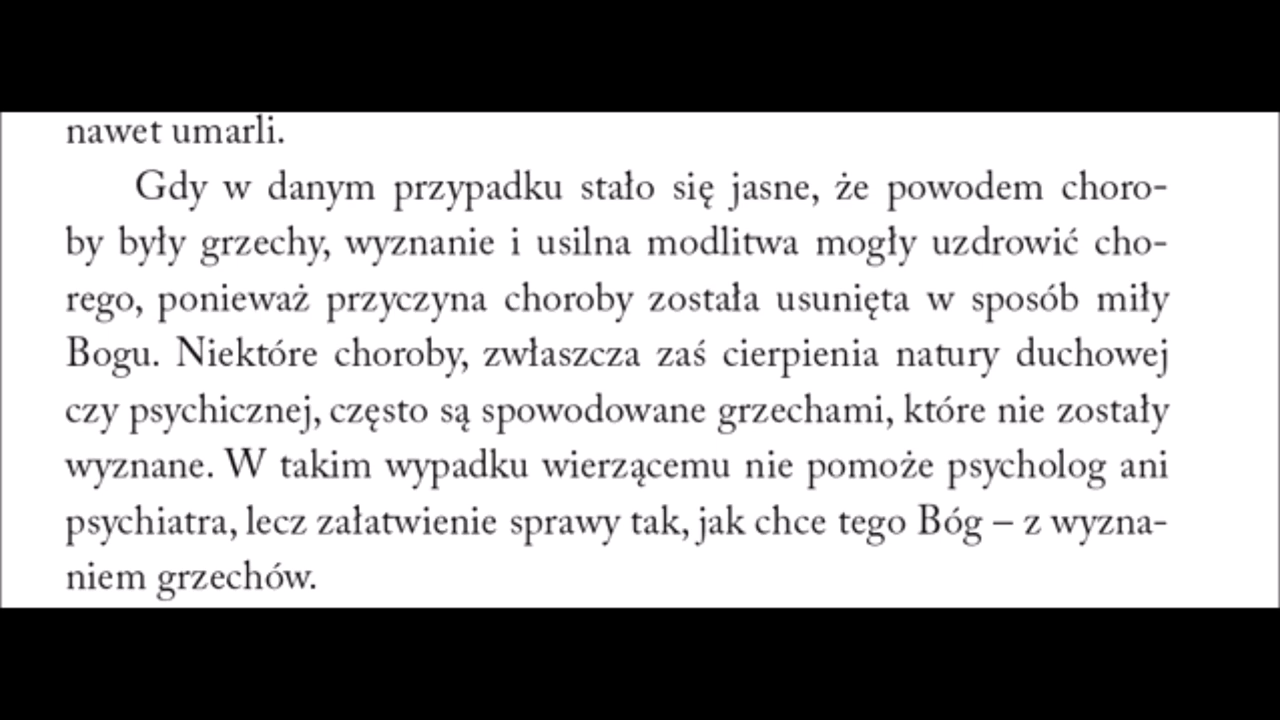 nawet umarli.
Gdy w danym przypadku stało się jasne, że powodem choro-
by były grzechy, wyznanie i usilna modlitwa mogły uzdrowić cho-
rego, ponieważ przyczyna choroby została usunięta w sposób miły
Bogu. Niektóre choroby, zwłaszcza zaś cierpienia natury duchowej
czy psychicznej, często są spowodowane grzechami, które nie zostały
wyznane. W takim wypadku wierzącemu nie pomoże psycholog ani
psychiatra, lecz załatwienie sprawy tak, jak chce tego Bóg – z wyzna-
niem grzechów.